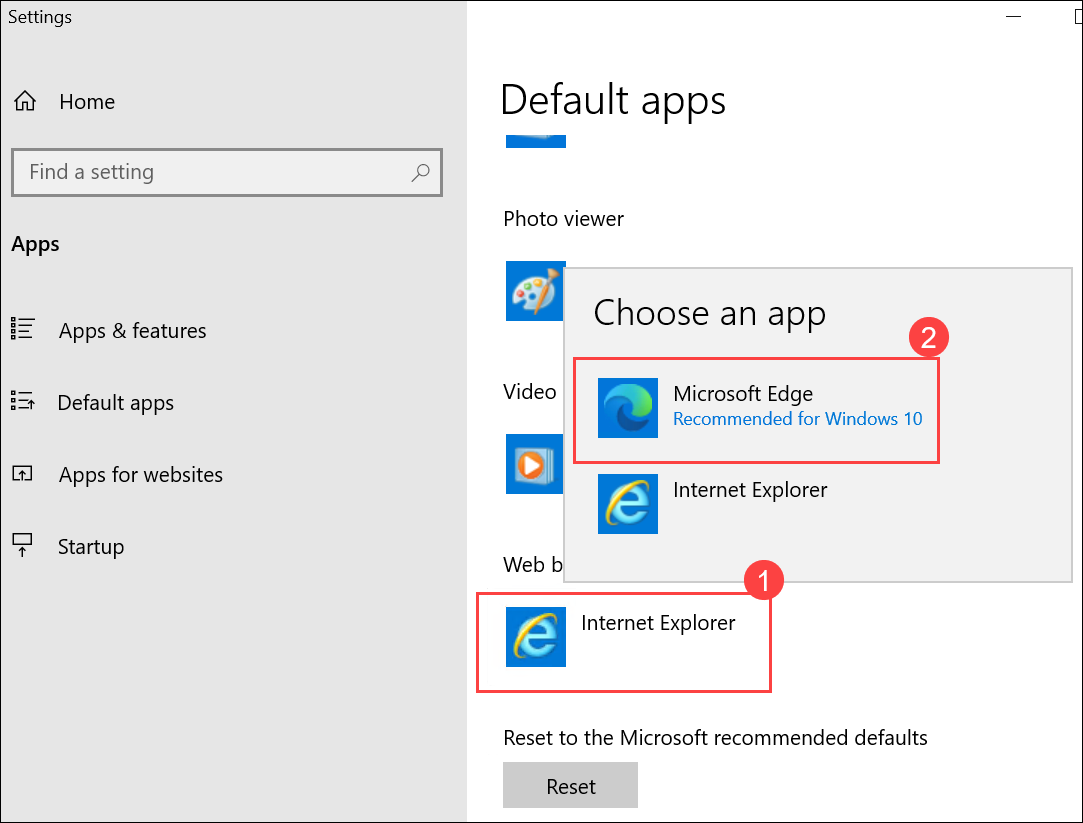 Settings
Home
Find a setting
Apps
Apps & features
Default apps
Apps for websites
Startup
Default apps
Photo viewer
Choose an app
2
Microsoft Edge
Recommended for Windows 10
Video
Internet Explorer
Web b
1
Internet Explorer
Reset to the Microsoft recommended defaults
Reset